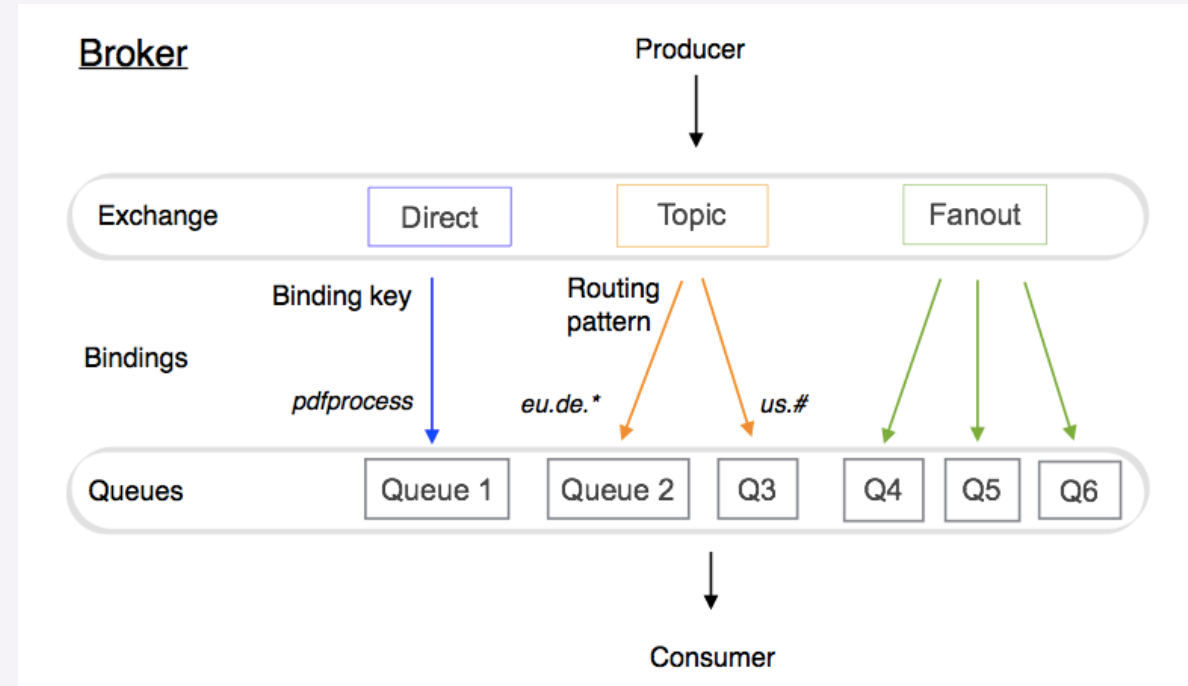 Broker
Producer
Exchange
Direct
Topic
Fanout
Binding key
Routing
pattern
Bindings
pdfprocess
eu.de.*
us.#
Queues
Queue 1
Queue 2
Q3
Q4
Q5
Q6
Consumer